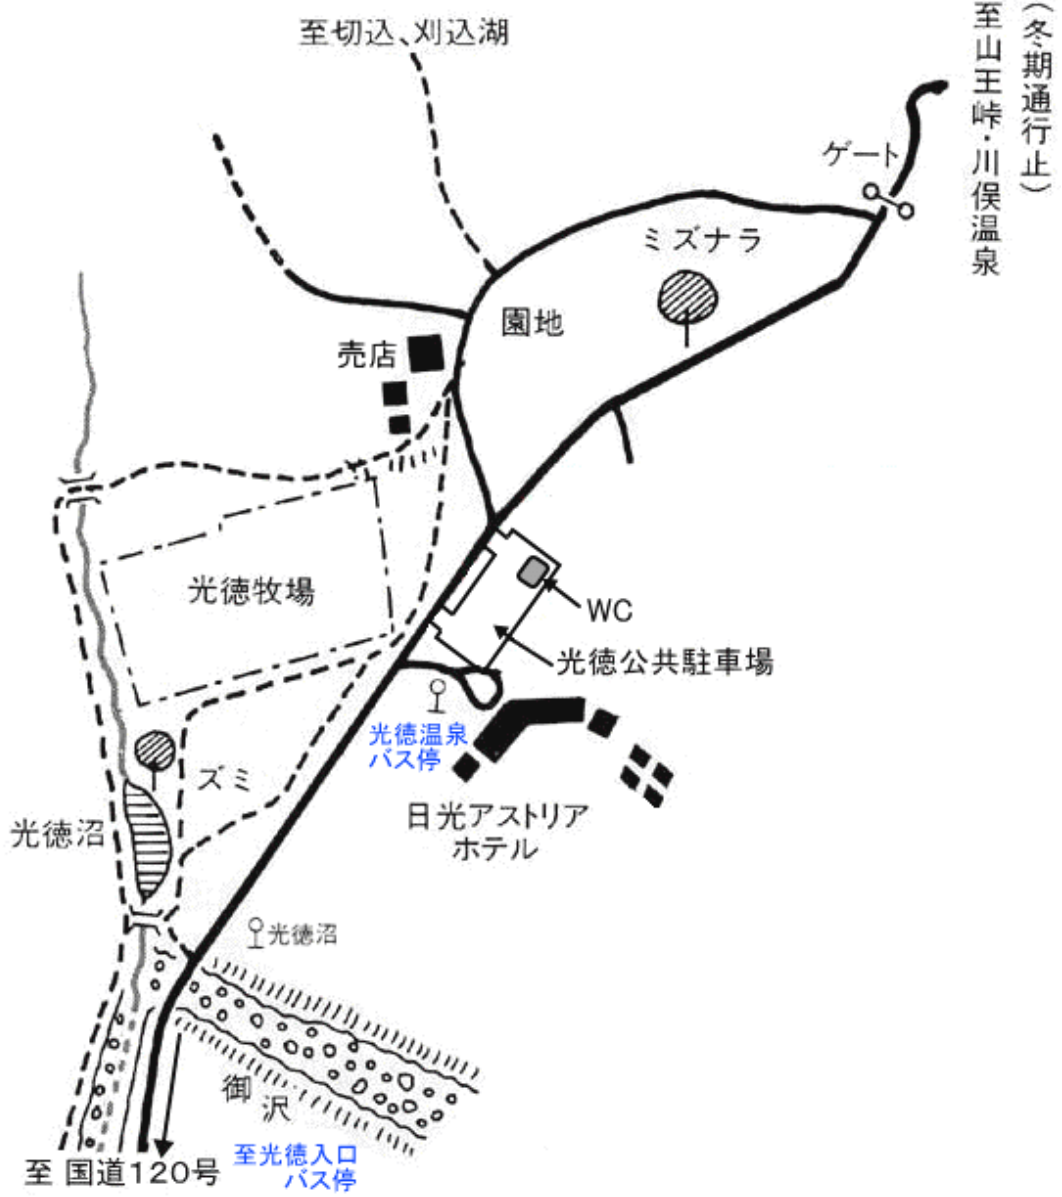 至切込、刈込湖
（冬期通行止）
至山王峠・川俣温泉
ゲート
ミズナラ
園地
売店
光徳牧場
WC
光徳公共駐車場
光徳温泉
バス停
ズミ
日光アストリア
ホテル
光徳沼
光徳沼
御沢
至光徳入口
バス停
至 国道120号